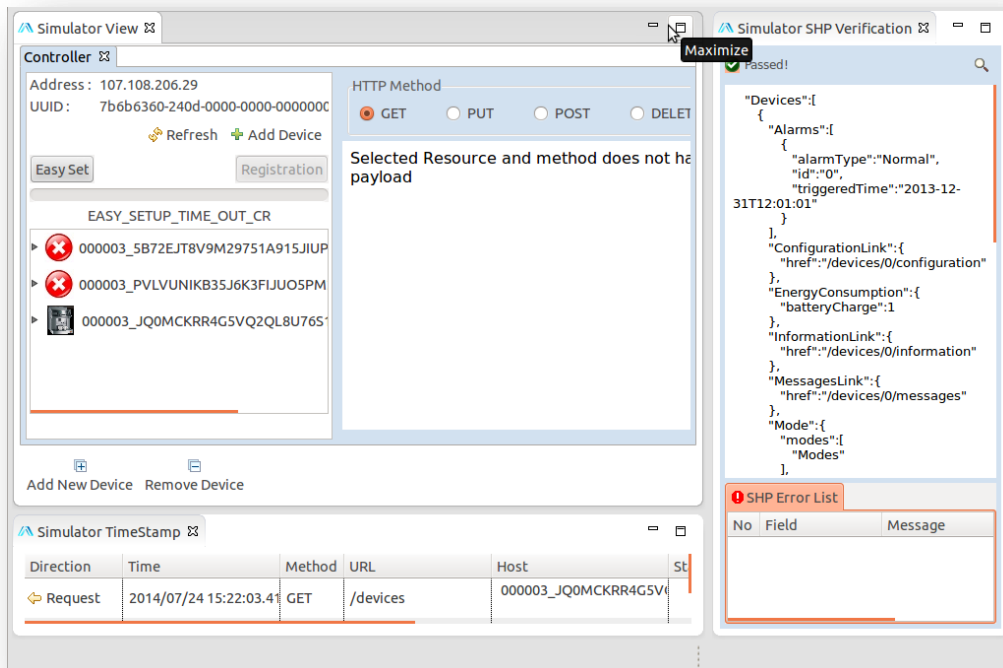 Simulator View
Maximize
Controller
Address : 107.108.206.29
UUID : 7b6b6360-240d-0000-0000-0000000
Refresh Add Device
Easy Set Registration
EASY_SETUP_TIME_OUT_CR
000003_5B72EJT8V9M29751A915JIUP
000003_PVLVUNIKB35J6K3FIJUO5PM
000003_JQ0MCKRR4G5VQ2QL8U76S
HTTP Method
GET PUT POST DELET
Selected Resource and method does not ha
payload
Add New Device Remove Device
Simulator TimeStamp
Direction Time Method URL Host St
Request 2014/07/24 15:22:03.41 GET /devices 000003_JQ0MCKRR4G5V
Simulator SHP Verification
Passed!
"Devices":[
{
"Alarms":[
{
"alarmType":"Normal",
"id":"0",
"triggeredTime":"2013-12-
31T12:01:01"
}
],
"ConfigurationLink":{
"href":"/devices/0/configuration"
},
"EnergyConsumption":{
"batteryCharge":1
},
"InformationLink":{
"href":"/devices/0/information"
},
"MessagesLink":{
"href":"/devices/0/messages"
},
"Mode":{
"modes":[
"Modes"
],
SHP Error List
No Field Message